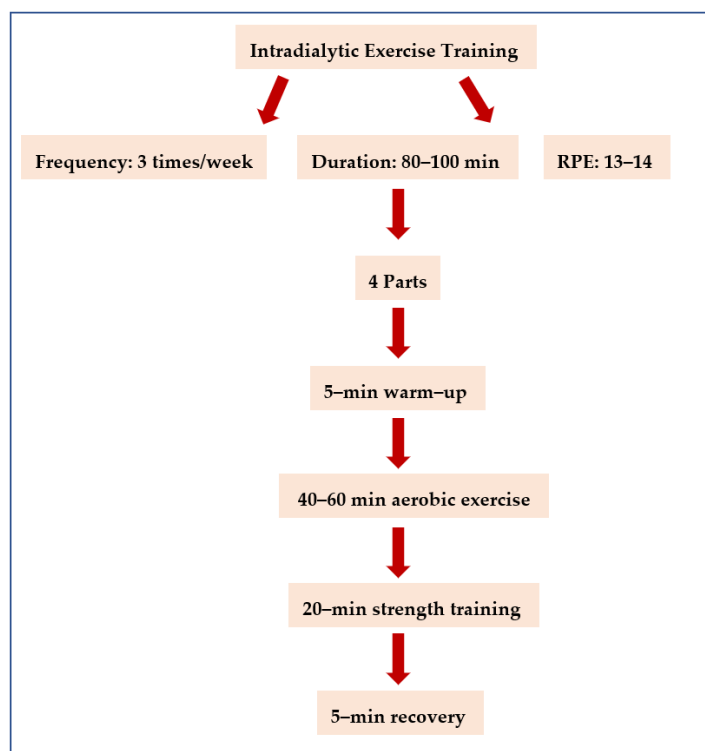 Intradialytic Exercise Training
Frequency: 3 times/week
Duration: 80–100 min
RPE: 13–14
4 Parts
5–min warm–up
40–60 min aerobic exercise
20–min strength training
5–min recovery